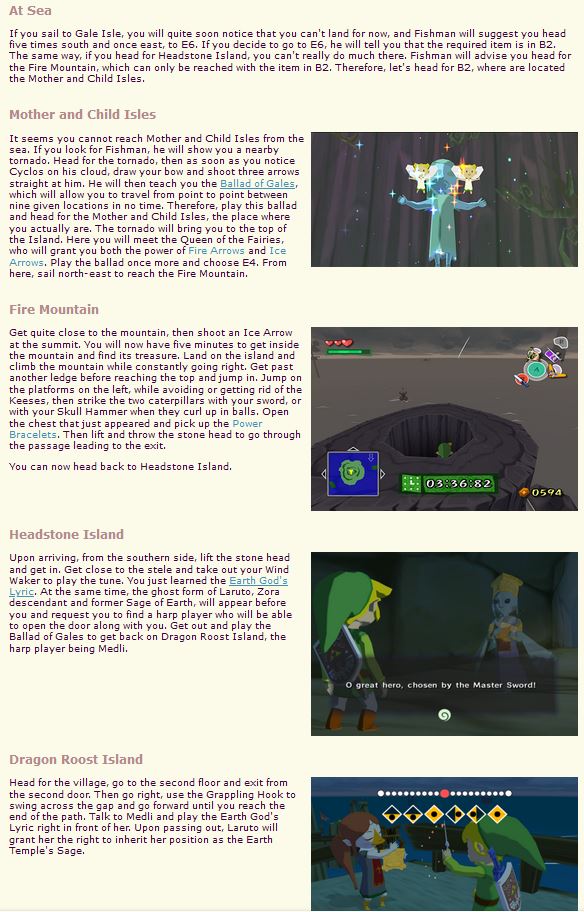 At Sea
If you sail to Gale Isle, you will quite soon notice that you can't land for now, and Fishman will suggest you head
five times south and once east, to E6. If you decide to go to E6, he will tell you that the required item is in B2.
The same way, if you head for Headstone Island, you can't really do much there. Fishman will advise you head for
the Fire Mountain, which can only be reached with the item in B2. Therefore, let's head for B2, where are located
the Mother and Child Isles.
Mother and Child Isles
It seems you cannot reach Mother and Child Isles from the
sea. If you look for Fishman, he will show you a nearby
tornado. Head for the tornado, then as soon as you notice
Cyclos on his cloud, draw your bow and shoot three arrows
straight at him. He will then teach you the Ballad of Gales,
which will allow you to travel from point to point between
nine given locations in no time. Therefore, play this ballad
and head for the Mother and Child Isles, the place where
you actually are. The tornado will bring you to the top of
the Island. Here you will meet the Queen of the Fairies,
who will grant you both the power of Fire Arrows and Ice
Arrows. Play the ballad once more and choose E4. From
here, sail north-east to reach the Fire Mountain.
Fire Mountain
Get quite close to the mountain, then shoot an Ice Arrow
at the summit. You will now have five minutes to get inside
the mountain and find its treasure. Land on the island and
climb the mountain while constantly going right. Get past
another ledge before reaching the top and jump in. Jump on
the platforms on the left, while avoiding or getting rid of the
Keeses, then strike the two caterpillars with your sword, or
with your Skull Hammer when they curl up in balls. Open
the chest that just appeared and pick up the Power
Bracelets. Then lift and throw the stone head to go through
the passage leading to the exit.
You can now head back to Headstone Island.
A
03:36:82
0594
Headstone Island
Upon arriving, from the southern side, lift the stone head
and get in. Get close to the stele and take out your Wind
Waker to play the tune. You just learned the Earth God's
Lyric. At the same time, the ghost form of Laruto, Zora
descendant and former Sage of Earth, will appear before
you and request you to find a harp player who will be able
to open the door along with you. Get out and play the
Ballad of Gales to get back on Dragon Roost Island, the
harp player being Medli.
O great hero, chosen by the Master Sword!
Dragon Roost Island
Head for the village, go to the second floor and exit from
the second door. Then go right, use the Grappling Hook to
swing across the gap and go forward until you reach the
end of the path. Talk to Medli and play the Earth God's
Lyric right in front of her. Upon passing out, Laruto will
grant her the right to inherit her position as the Earth
Temple's Sage.